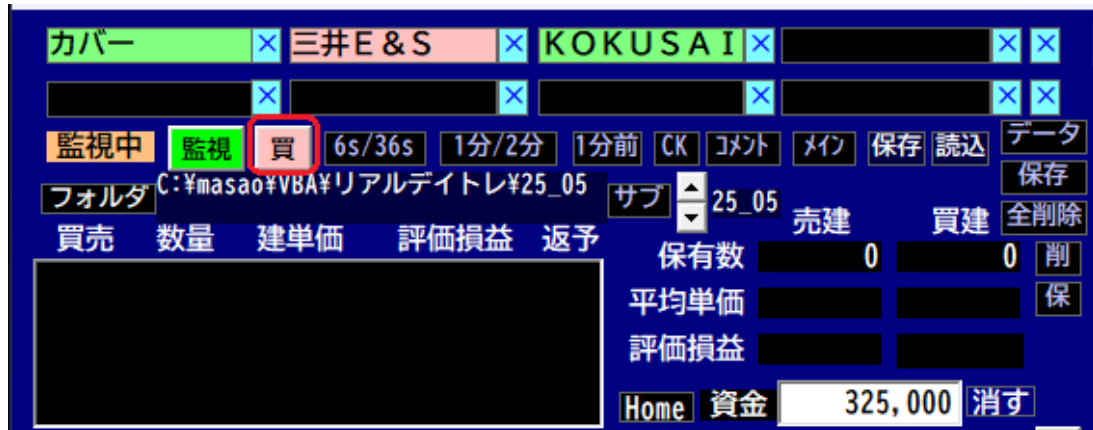 カバー × 三井Ｅ＆Ｓ × ＫＯＫＵＳＡＩ × × ×
× × × × ×
監視中 監視 買 6s/36s 1分/2分 1分前 CK ｺﾒﾝﾄ ﾒｲﾝ 保存 読込 データ
フォルダ C:¥masao¥VBA¥リアルデイトレ¥25_05 サブ 25_05 保存
買売 数量 建単価 評価損益 返予 売建 買建 全削除
保有数 0 0 削
平均単価 保
評価損益
Home 資金 325,000 消す